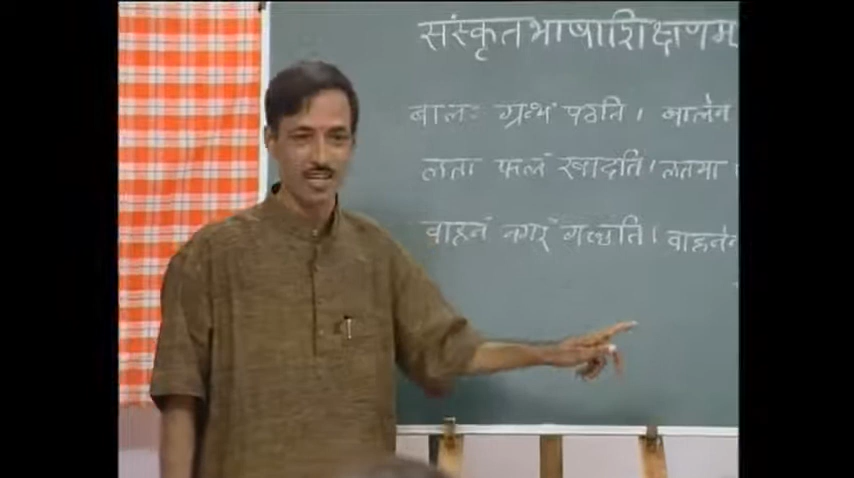 संस्कृतभाषाशिक्षणम
बालः ग्रन्थं पठति । बालेन
लता फलं खादति । लतया
वाहनं नगरं गच्छति । वाहनेन